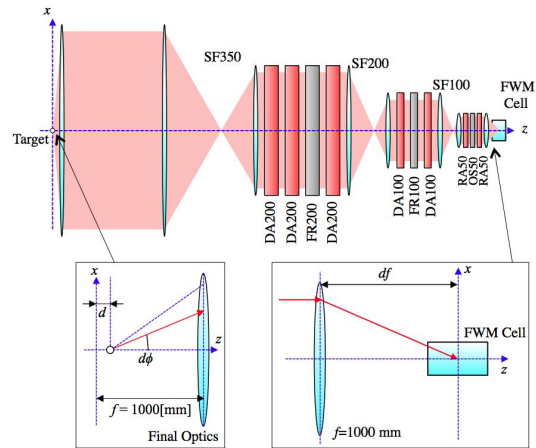 x
SF350
SF200
SF100
FWM
Cell
Target
z
DA200
DA200
FR200
DA200
DA100
FR100
DA100
RA50
OS50
RA50
x
d
z
dϕ
f = 1000[mm]
Final Optics
x
df
FWM Cell
z
f=1000 mm